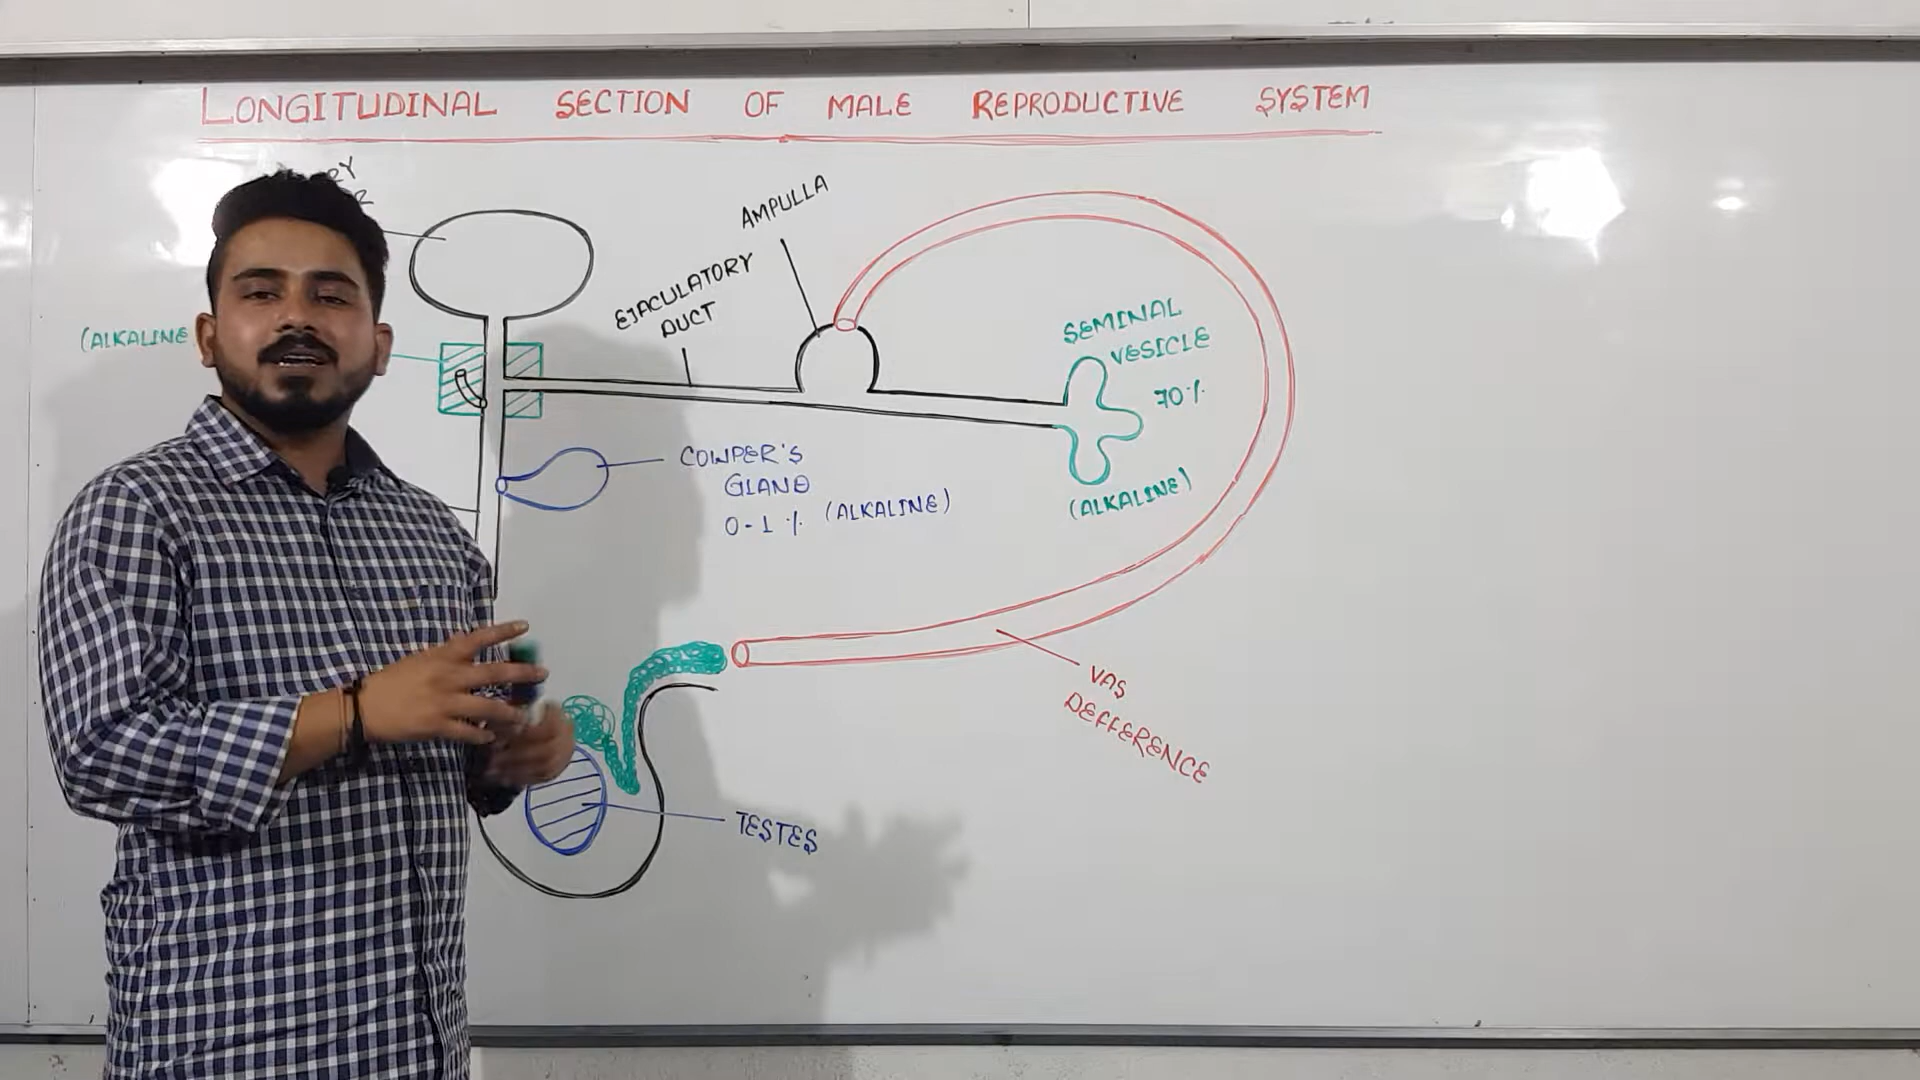 LONGITUDINAL SECTION OF MALE REPRODUCTIVE SYSTEM
AMPULLA
EJACULATORY
DUCT
(ALKALINE
SEMINAL
VESICLE
70%
(ALKALINE)
COWPER'S
GLAND
0-1% (ALKALINE)
VAS
DEFFERENCE
TESTES